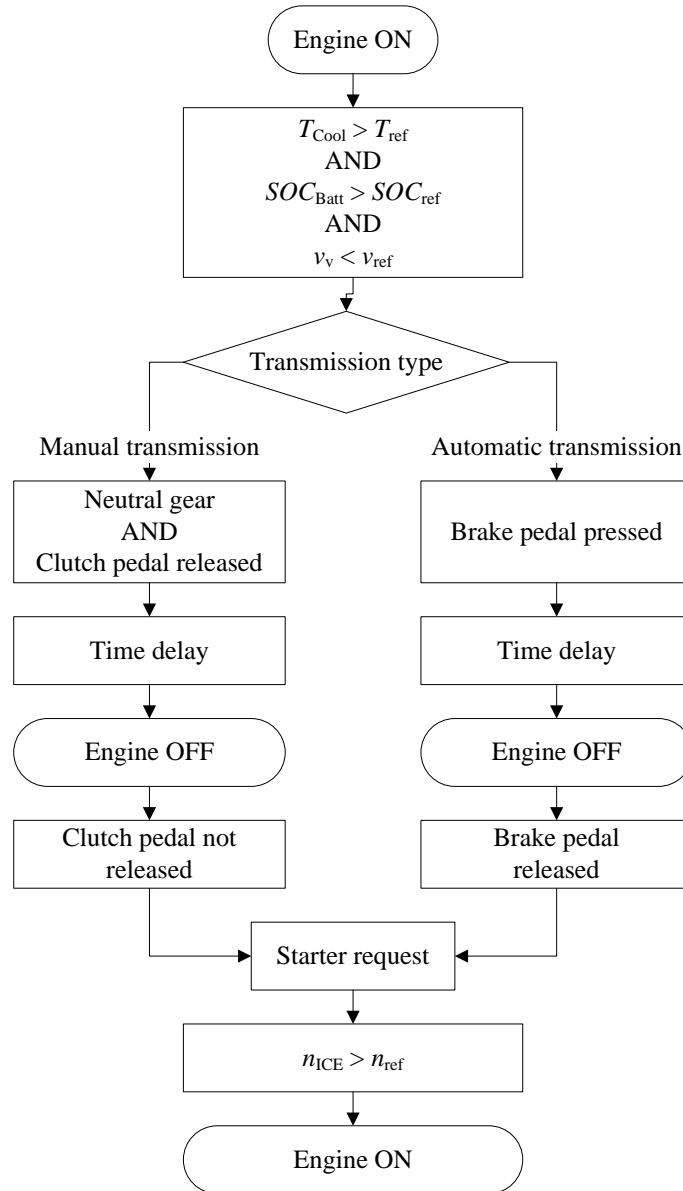 Engine ON
T_Cool > T_ref
AND
SOC_Batt > SOC_ref
AND
v_v < v_ref
Transmission type
Manual transmission
Automatic transmission
Neutral gear
AND
Clutch pedal released
Brake pedal pressed
Time delay
Time delay
Engine OFF
Engine OFF
Clutch pedal not
released
Brake pedal
released
Starter request
n_ICE > n_ref
Engine ON